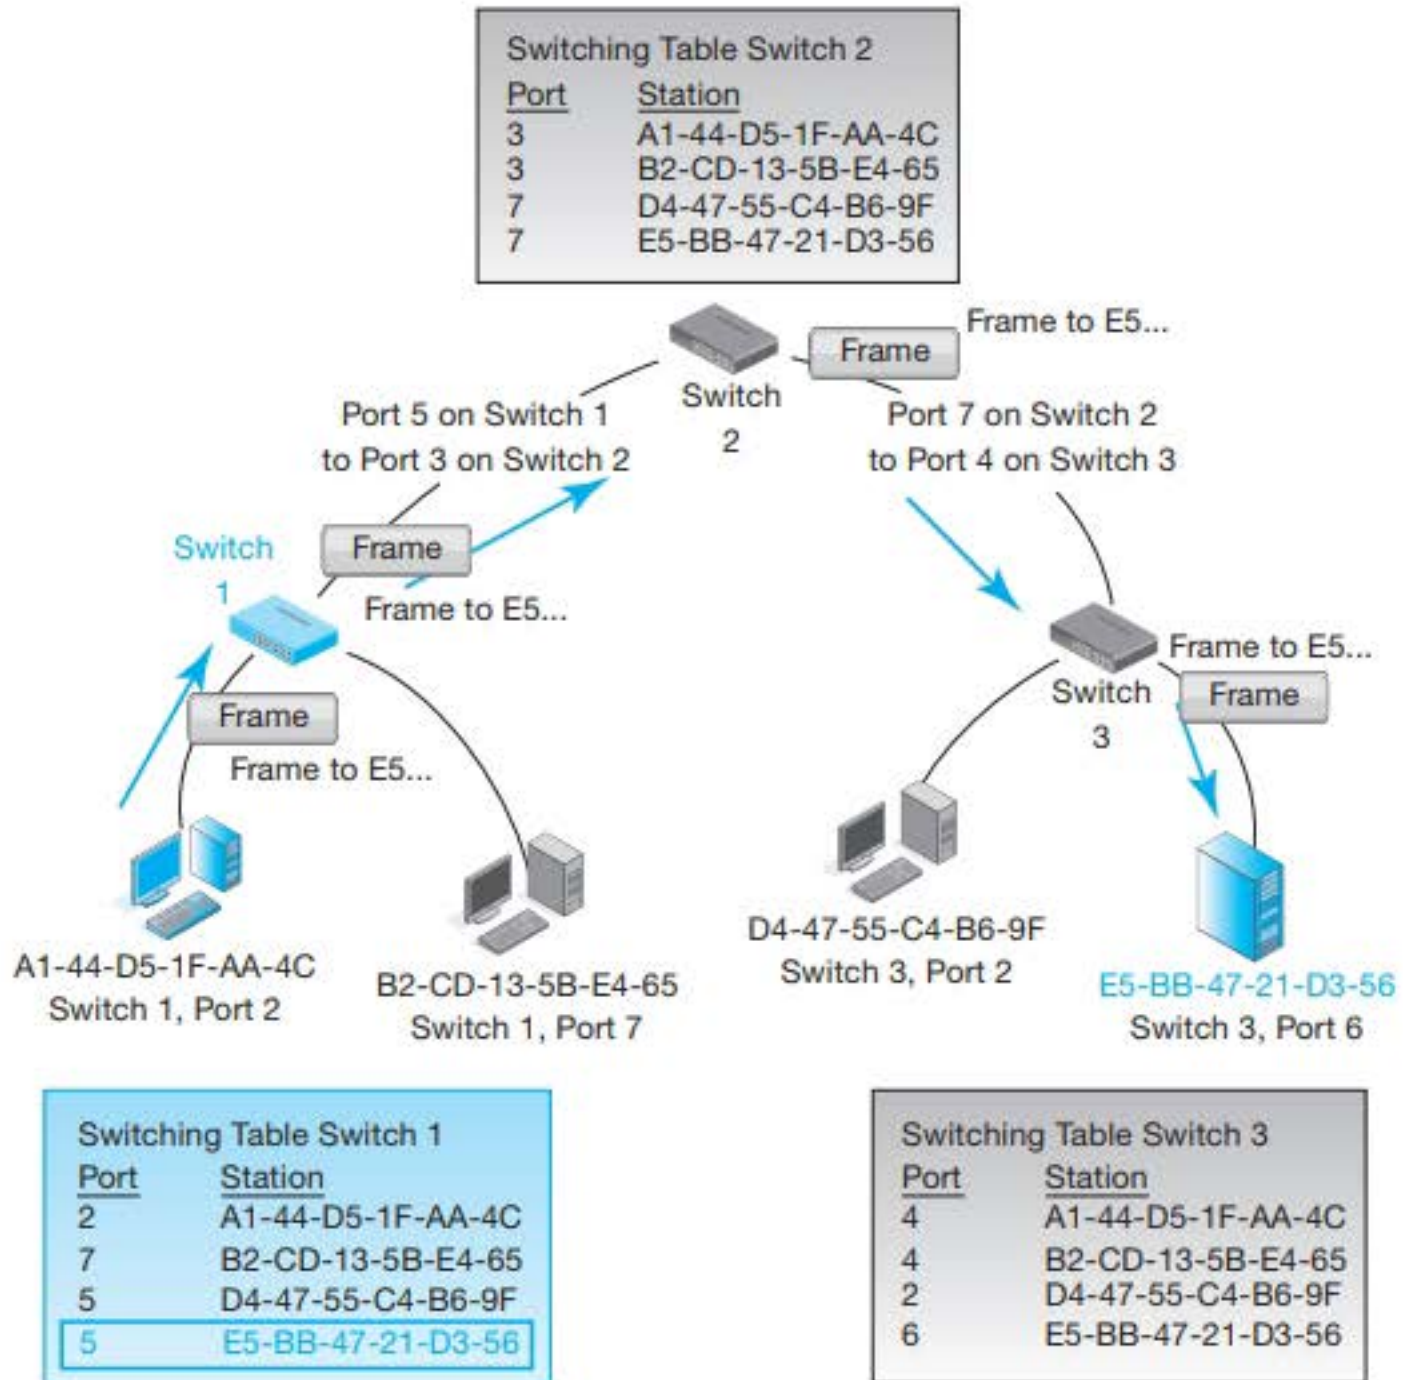 Switching Table Switch 2
Port Station
3 A1-44-D5-1F-AA-4C
3 B2-CD-13-5B-E4-65
7 D4-47-55-C4-B6-9F
7 E5-BB-47-21-D3-56
Frame to E5...
Frame
Switch
2
Port 5 on Switch 1
to Port 3 on Switch 2
Port 7 on Switch 2
to Port 4 on Switch 3
Switch
1
Frame
Frame to E5...
Frame to E5...
Frame
Switch
3
Frame
Frame to E5...
A1-44-D5-1F-AA-4C
Switch 1, Port 2
B2-CD-13-5B-E4-65
Switch 1, Port 7
D4-47-55-C4-B6-9F
Switch 3, Port 2
E5-BB-47-21-D3-56
Switch 3, Port 6
Switching Table Switch 1
Port Station
2 A1-44-D5-1F-AA-4C
7 B2-CD-13-5B-E4-65
5 D4-47-55-C4-B6-9F
5 E5-BB-47-21-D3-56
Switching Table Switch 3
Port Station
4 A1-44-D5-1F-AA-4C
4 B2-CD-13-5B-E4-65
2 D4-47-55-C4-B6-9F
6 E5-BB-47-21-D3-56